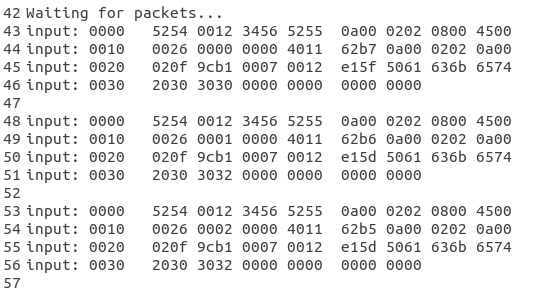 42 Waiting for packets...
43 input: 0000   5254 0012 3456 5255  0a00 0202 0800 4500
44 input: 0010   0026 0000 0000 4011  62b7 0a00 0202 0a00
45 input: 0020   020f 9cb1 0007 0012  e15f 5061 636b 6574
46 input: 0030   2030 3030 0000 0000  0000 0000
47
48 input: 0000   5254 0012 3456 5255  0a00 0202 0800 4500
49 input: 0010   0026 0001 0000 4011  62b6 0a00 0202 0a00
50 input: 0020   020f 9cb1 0007 0012  e15d 5061 636b 6574
51 input: 0030   2030 3032 0000 0000  0000 0000
52
53 input: 0000   5254 0012 3456 5255  0a00 0202 0800 4500
54 input: 0010   0026 0002 0000 4011  62b5 0a00 0202 0a00
55 input: 0020   020f 9cb1 0007 0012  e15d 5061 636b 6574
56 input: 0030   2030 3032 0000 0000  0000 0000
57